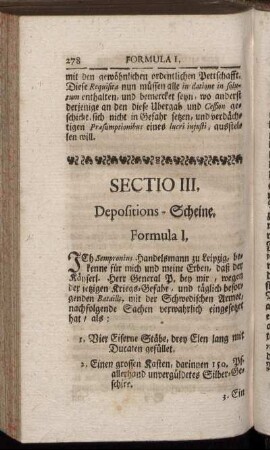 278 FORMULA I.
mit den gewöhnlichen ordentlichen Pettschafft.
Diese Requisita nun müssen alle in datione in solu-
tum enthalten, und bemercket seyn, wo anderst
derjenige an den diese Ubergab und Cession ge-
schiehet sich nicht in Gefahr setzen, und verdäch-
tigen Præsumptionibus eines lucri injusti, ausstel-
len will.
SECTIO III.
Depositions-Scheine.
Formula I.
ICh Sempronius Handelsmann zu Leipzig, be-
kenne für mich und meine Erben, daß der
Käyserl. Herr General P. bey mir, wegen
der jetzigen Kriegs-Gefahr, und täglich bevor-
stehenden Bataille, mit der Schwedischen Armee,
nachfolgende Sachen verwahrlich eingesetzet
hat, als:
1. Vier Eiserne Stäbe, drey Elen lang mit
Ducaten gefüllet.
2. Einen grossen Kasten, darinnen 150. Pf.
allerhand unvergüldetes Silber-Ge-
schirr.
3. Ein